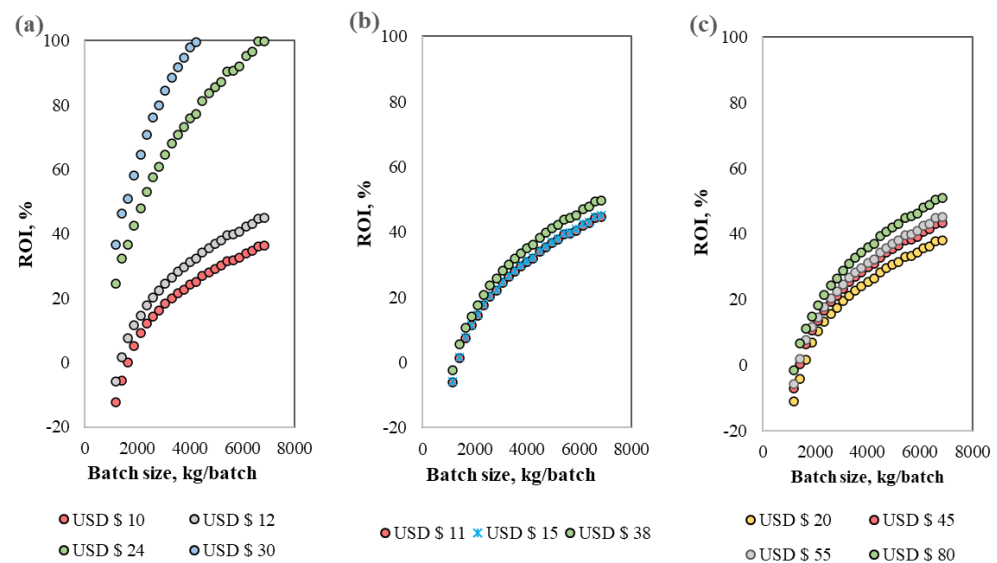 (a)
100
80
60
40
20
0
-20
ROI, %
0 2000 4000 6000 8000
Batch size, kg/batch
USD $ 10 USD $ 12
USD $ 24 USD $ 30
(b)
100
80
60
40
20
0
-20
ROI, %
0 2000 4000 6000 8000
Batch size, kg/batch
USD $ 11 USD $ 15 USD $ 38
(c)
100
80
60
40
20
0
-20
ROI, %
0 2000 4000 6000 8000
Batch size, kg/batch
USD $ 20 USD $ 45
USD $ 55 USD $ 80